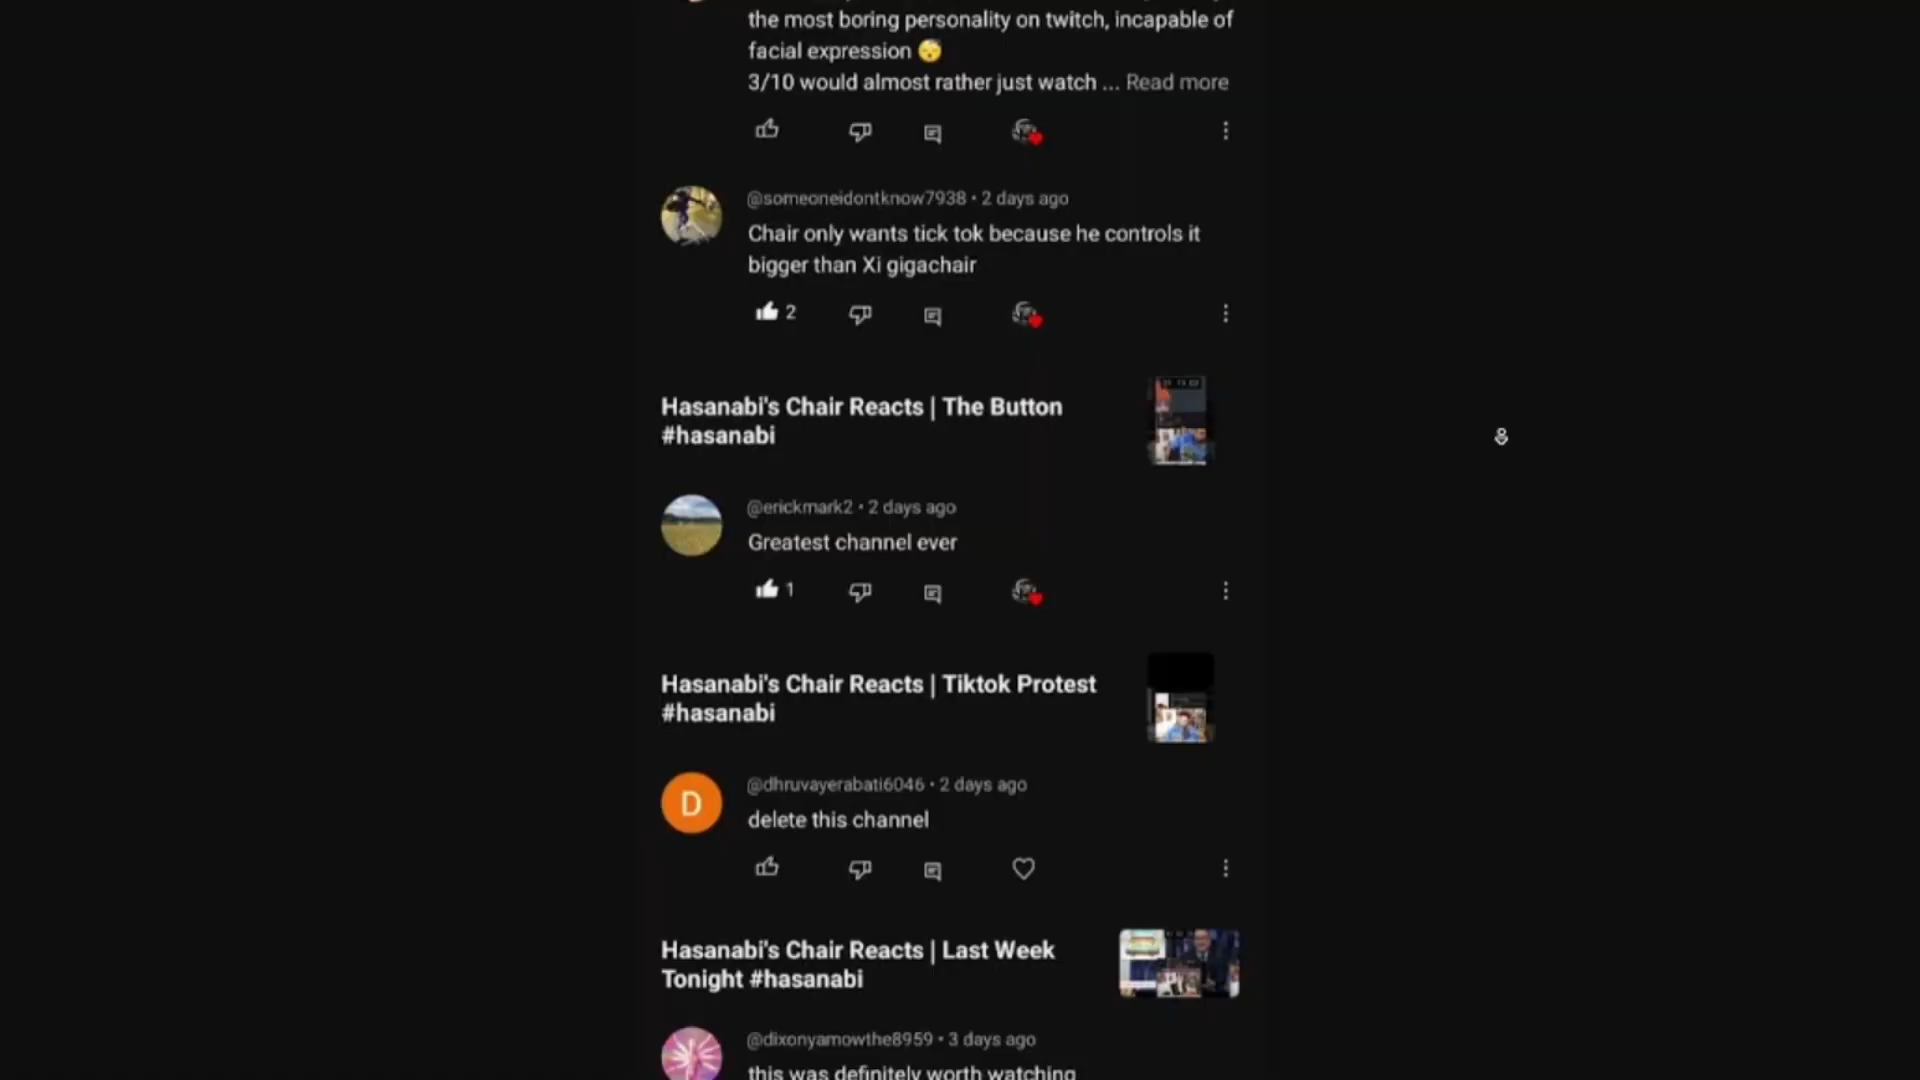 the most boring personality on twitch, incapable of
facial expression 😴
3/10 would almost rather just watch ... Read more
@someoneidontknow7938 • 2 days ago
Chair only wants tick tok because he controls it
bigger than Xi gigachair
2
Hasanabi's Chair Reacts | The Button
#hasanabi
@erickmark2 • 2 days ago
Greatest channel ever
1
Hasanabi's Chair Reacts | Tiktok Protest
#hasanabi
D
@dhruvayerabati6046 • 2 days ago
delete this channel
Hasanabi's Chair Reacts | Last Week
Tonight #hasanabi
@dixonyamowthe8959 • 3 days ago
this was definitely worth watching